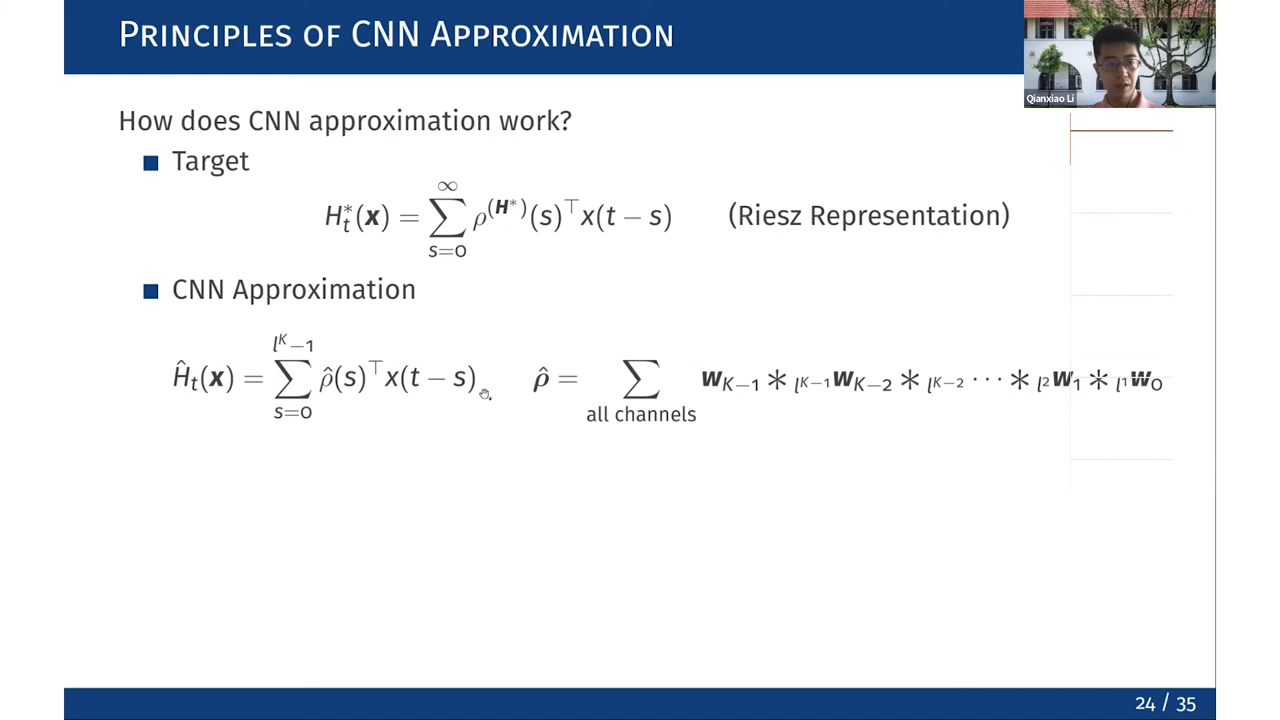 PRINCIPLES OF CNN APPROXIMATION
Qianxiao Li
How does CNN approximation work?
Target
H_t^*(x) = ∑_{s=0}^{∞} ρ^{(H^*)}(s)^⊤ x(t − s) (Riesz Representation)
CNN Approximation
Ĥ_t(x) = ∑_{s=0}^{l^K−1} ρ̂(s)^⊤ x(t − s), ρ̂ = ∑_{all channels} w_{K−1} ∗_{l^{K−1}} w_{K−2} ∗_{l^{K−2}} ⋯ ∗_{l^2} w_1 ∗_{l^1} w_0
24 / 35